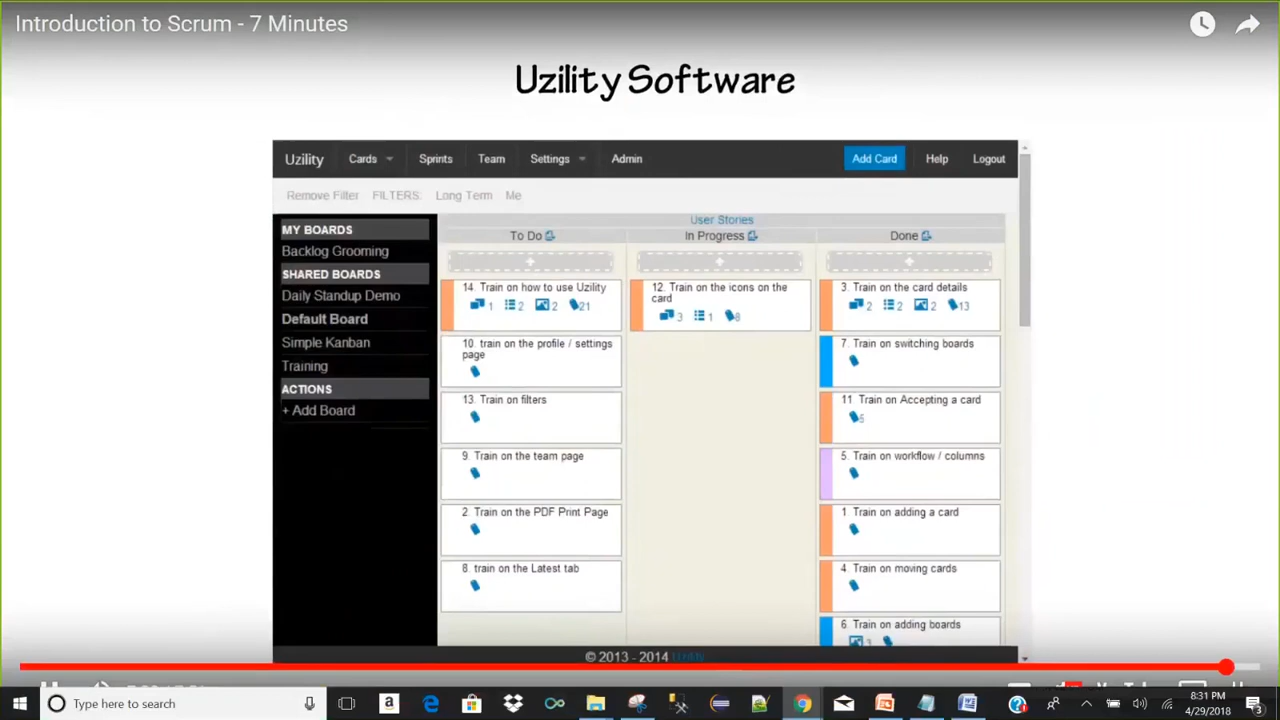 Introduction to Scrum - 7 Minutes
Uzility Software
Uzility Cards Sprints Team Settings Admin Add Card Help Logout
Remove Filter FILTERS: Long Term Me
MY BOARDS
Backlog Grooming
SHARED BOARDS
Daily Standup Demo
Default Board
Simple Kanban
Training
ACTIONS
+ Add Board
User Stories
To Do
14. Train on how to use Uzility
1 2 2 21
10. train on the profile / settings
page
13. Train on filters
9. Train on the team page
2. Train on the PDF Print Page
8. train on the Latest tab
In Progress
12. Train on the icons on the
card
3 1 8
Done
3. Train on the card details
2 2 2 13
7. Train on switching boards
11. Train on Accepting a card
5
5. Train on workflow / columns
1. Train on adding a card
4. Train on moving cards
6. Train on adding boards
3
© 2013 - 2014
Type here to search
8:31 PM
4/29/2018
3